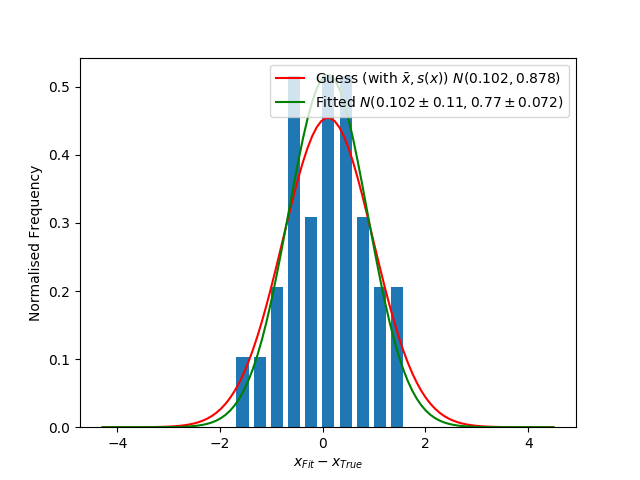 Guess (with x̄, s(x)) N(0.102, 0.878)
Fitted N(0.102 ± 0.11, 0.77 ± 0.072)
0.5
0.4
0.3
0.2
0.1
0.0
Normalised Frequency
−4 −2 0 2 4
x_Fit − x_True